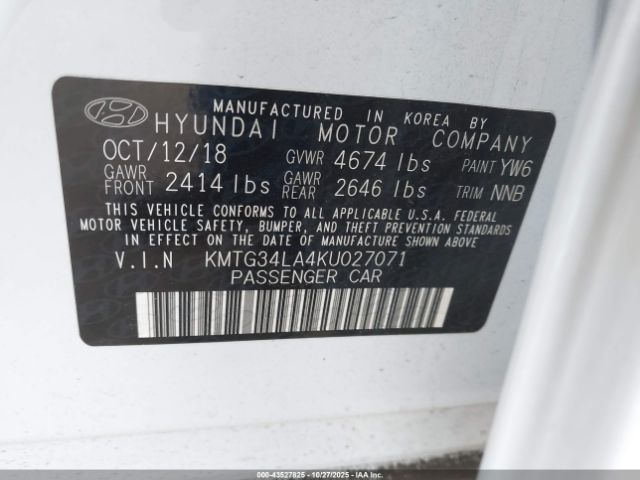 MANUFACTURED IN KOREA BY
HYUNDAI MOTOR COMPANY
OCT/12/18 GVWR 4674 lbs PAINT YW6
GAWR FRONT 2414 lbs GAWR REAR 2646 lbs TRIM NNB
THIS VEHICLE CONFORMS TO ALL APPLICABLE U.S.A. FEDERAL
MOTOR VEHICLE SAFETY, BUMPER, AND THEFT PREVENTION STANDARDS
IN EFFECT ON THE DATE OF MANUFACTURE SHOWN ABOVE.
V.I.N KMTG34LA4KU027071
PASSENGER CAR
000-43527825 - 10/27/2025 - IAAI.COM